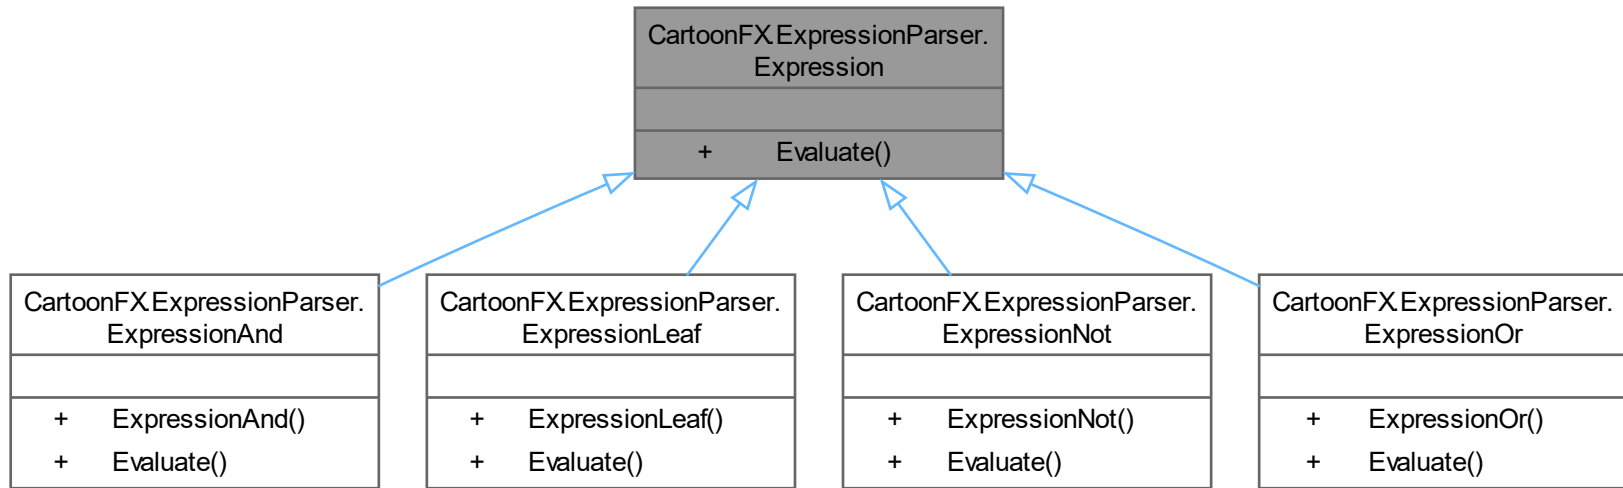 CartoonFX.ExpressionParser.
Expression
+ Evaluate()
CartoonFX.ExpressionParser.
ExpressionAnd
+ ExpressionAnd()
+ Evaluate()
CartoonFX.ExpressionParser.
ExpressionLeaf
+ ExpressionLeaf()
+ Evaluate()
CartoonFX.ExpressionParser.
ExpressionNot
+ ExpressionNot()
+ Evaluate()
CartoonFX.ExpressionParser.
ExpressionOr
+ ExpressionOr()
+ Evaluate()